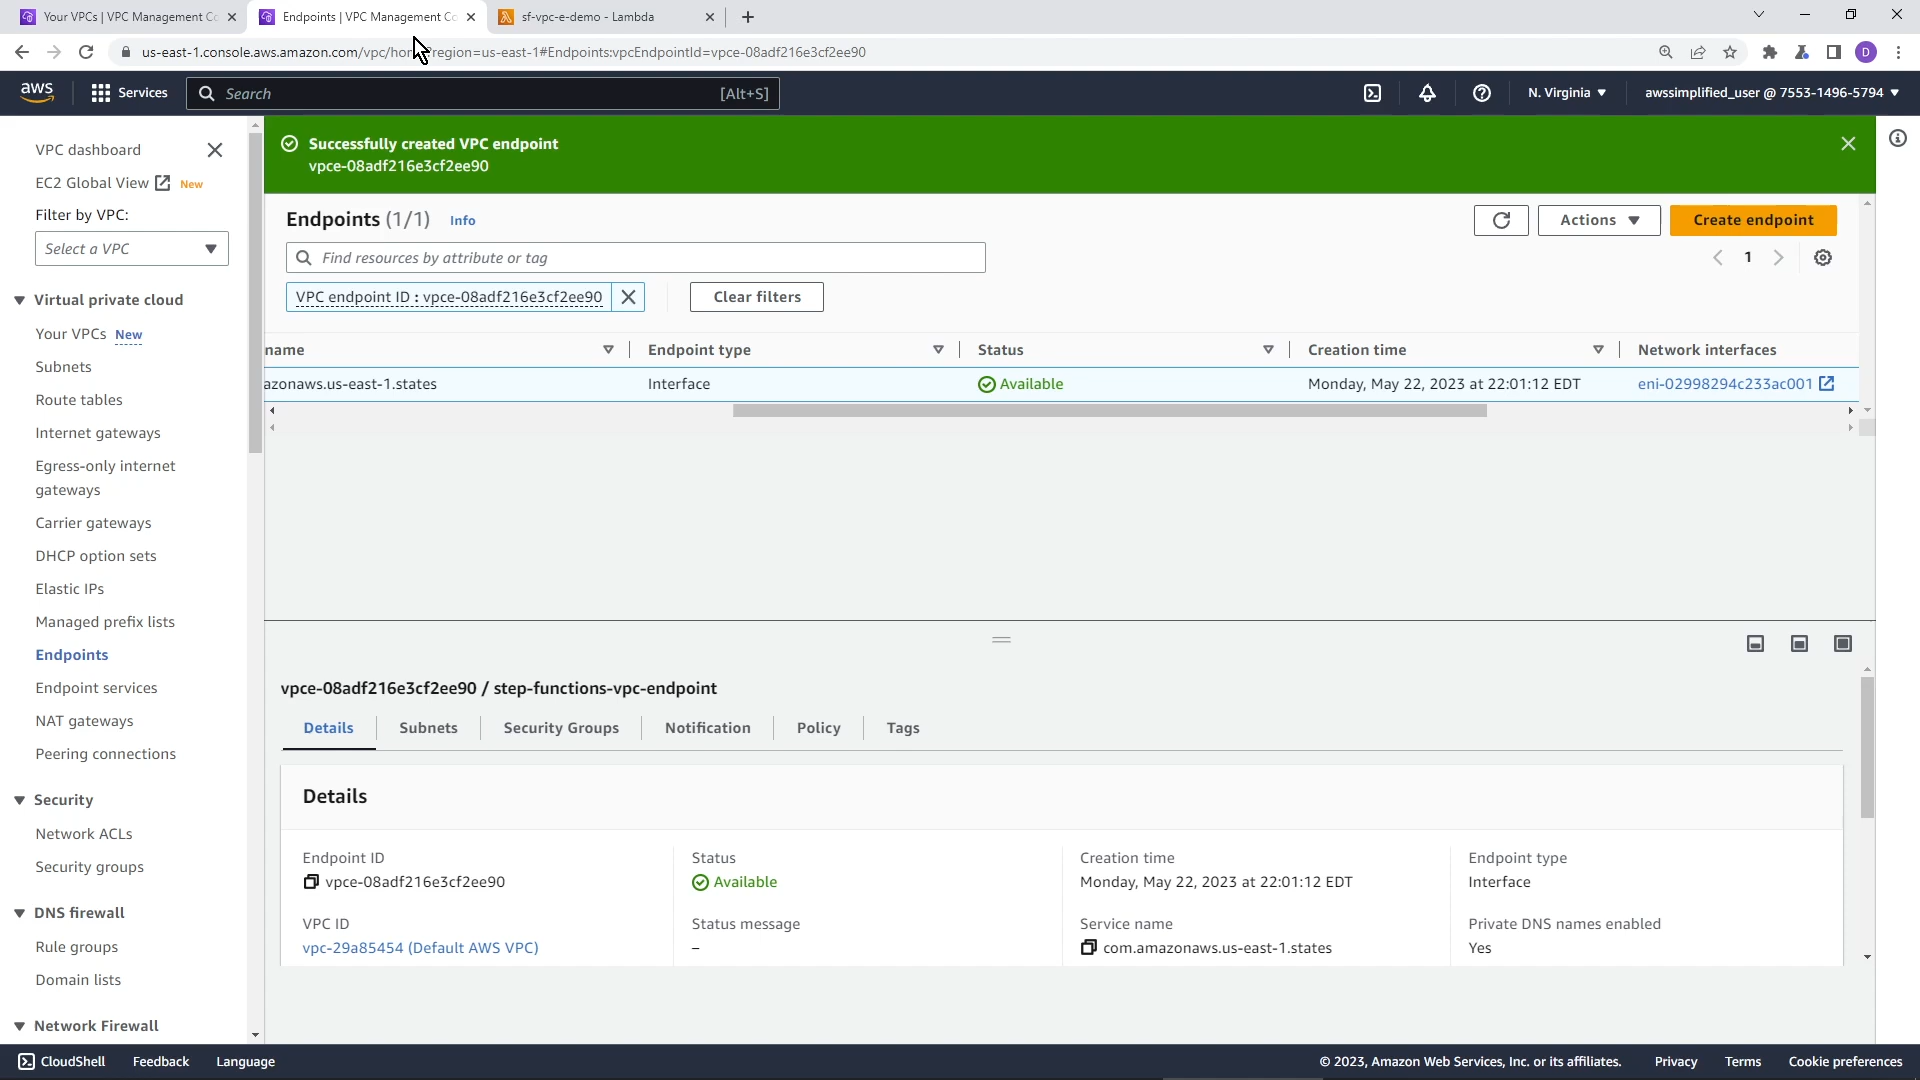 Your VPCs | VPC Management Co
Endpoints | VPC Management Co
sf-vpc-e-demo - Lambda
us-east-1.console.aws.amazon.com/vpc/ho region=us-east-1#Endpoints:vpcEndpointId=vpce-08adf216e3cf2ee90
D
aws
Services
Search
[Alt+S]
N. Virginia
awssimplified_user @ 7553-1496-5794
VPC dashboard
EC2 Global View
New
Filter by VPC:
Select a VPC
Virtual private cloud
Your VPCs New
Subnets
Route tables
Internet gateways
Egress-only internet
gateways
Carrier gateways
DHCP option sets
Elastic IPs
Managed prefix lists
Endpoints
Endpoint services
NAT gateways
Peering connections
Security
Network ACLs
Security groups
DNS firewall
Rule groups
Domain lists
Network Firewall
Successfully created VPC endpoint
vpce-08adf216e3cf2ee90
Endpoints (1/1) Info
Actions
Create endpoint
Find resources by attribute or tag
1
VPC endpoint ID : vpce-08adf216e3cf2ee90
Clear filters
name
Endpoint type
Status
Creation time
Network interfaces
azonaws.us-east-1.states
Interface
Available
Monday, May 22, 2023 at 22:01:12 EDT
eni-02998294c233ac001
vpce-08adf216e3cf2ee90 / step-functions-vpc-endpoint
Details
Subnets
Security Groups
Notification
Policy
Tags
Details
Endpoint ID
vpce-08adf216e3cf2ee90
Status
Available
Creation time
Monday, May 22, 2023 at 22:01:12 EDT
Endpoint type
Interface
VPC ID
vpc-29a85454 (Default AWS VPC)
Status message
–
Service name
com.amazonaws.us-east-1.states
Private DNS names enabled
Yes
CloudShell
Feedback
Language
© 2023, Amazon Web Services, Inc. or its affiliates.
Privacy
Terms
Cookie preferences